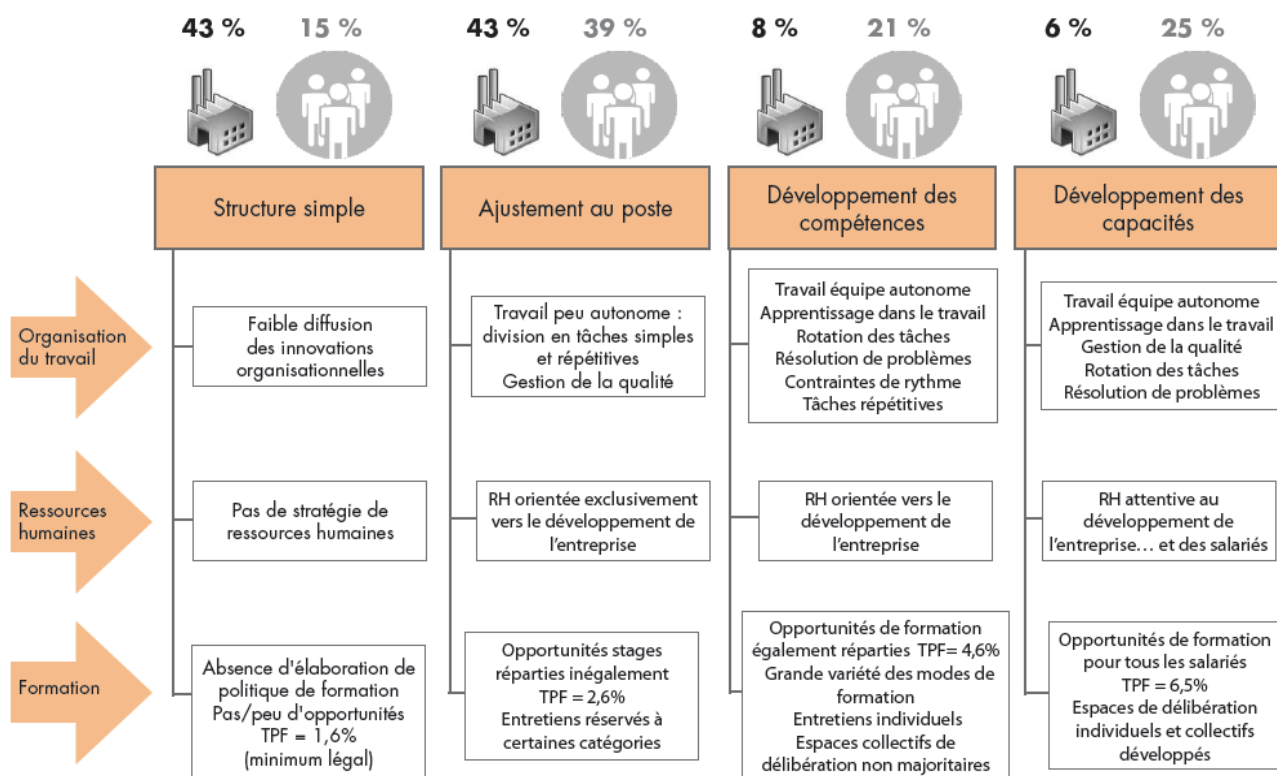 43 %
15 %
43 %
39 %
8 %
21 %
6 %
25 %
Structure simple
Ajustement au poste
Développement des
compétences
Développement des
capacités
Organisation
du travail
Faible diffusion
des innovations
organisationnelles
Travail peu autonome :
division en tâches simples
et répétitives
Gestion de la qualité
Travail équipe autonome
Apprentissage dans le travail
Rotation des tâches
Résolution de problèmes
Contraintes de rythme
Tâches répétitives
Travail équipe autonome
Apprentissage dans le travail
Gestion de la qualité
Rotation des tâches
Résolution de problèmes
Ressources
humaines
Pas de stratégie de
ressources humaines
RH orientée exclusivement
vers le développement de
l'entreprise
RH orientée vers le
développement de
l'entreprise
RH attentive au
développement de
l'entreprise... et des salariés
Formation
Absence d'élaboration de
politique de formation
Pas/peu d'opportunités
TPF = 1,6%
(minimum légal)
Opportunités stages
réparties inégalement
TPF = 2,6%
Entretiens réservés à
certaines catégories
Opportunités de formation
également réparties TPF= 4,6%
Grande variété des modes de
formation
Entretiens individuels
Espaces collectifs de
délibération non majoritaires
Opportunités de formation
pour tous les salariés
TPF = 6,5%
Espaces de délibération
individuels et collectifs
développés